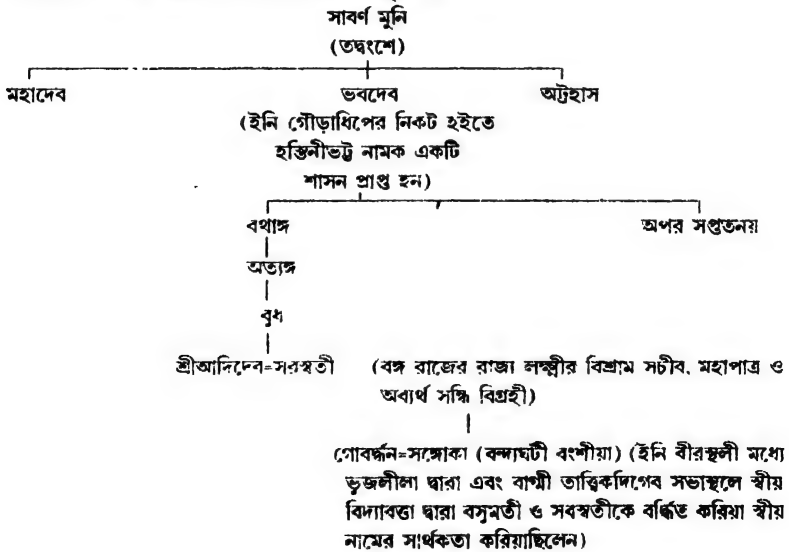 সাবর্ণ মুনি
(তদ্বংশে)
মহাদেব ভবদেব অট্টহাস
(ইনি গৌড়াধিপের নিকট হইতে
হস্তিনীভট্ট নামক একটি
শাসন প্রাপ্ত হন)
বথাঙ্গ অপর সপ্ততনয়
অত্যঙ্গ
বুধ
শ্রীআদিদেব=সরস্বতী (বঙ্গ রাজের রাজা লক্ষ্মীর বিশ্রাম সচীব, মহাপাত্র ও
অব্যর্থ সন্ধি বিগ্রহী)
গোবর্দ্ধন=সঙ্গোকা (বন্দ্যঘটী বংশীয়া) (ইনি বীরস্থলী মধ্যে
ভুজলীলা দ্বারা এবং বাগ্মী তাত্ত্বিকদিগেব সভাস্থলে স্বীয়
বিদ্যাবত্তা দ্বারা বসুমতী ও সবস্বতীকে বর্দ্ধিত করিয়া স্বীয়
নামের সার্থকতা করিয়াছিলেন)